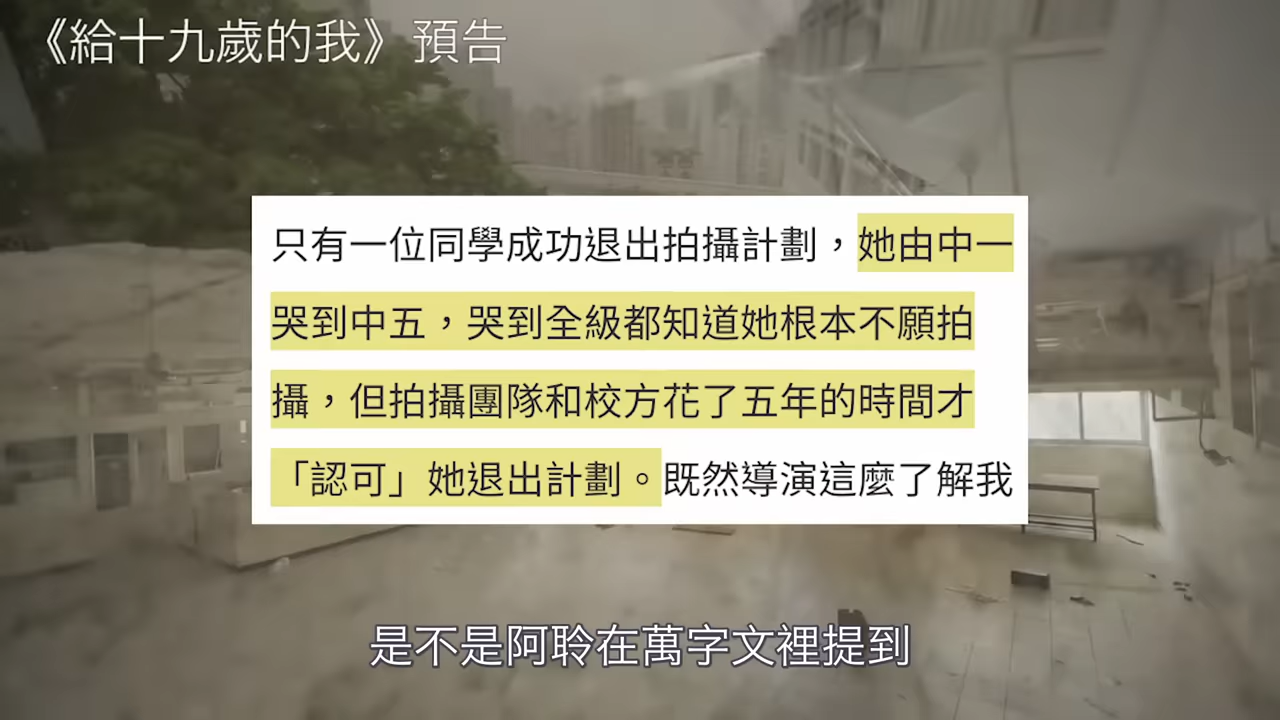 《給十九歲的我》預告
只有一位同學成功退出拍攝計劃，她由中一
哭到中五，哭到全級都知道她根本不願拍
攝，但拍攝團隊和校方花了五年的時間才
「認可」她退出計劃。既然導演這麼了解我
是不是阿聆在萬字文裡提到